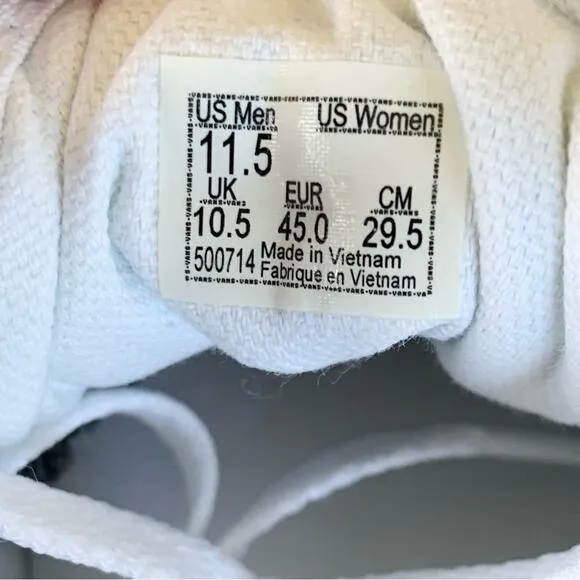 US Men US Women
11.5
UK EUR CM
10.5 45.0 29.5
500714 Made in Vietnam
Fabrique en Vietnam